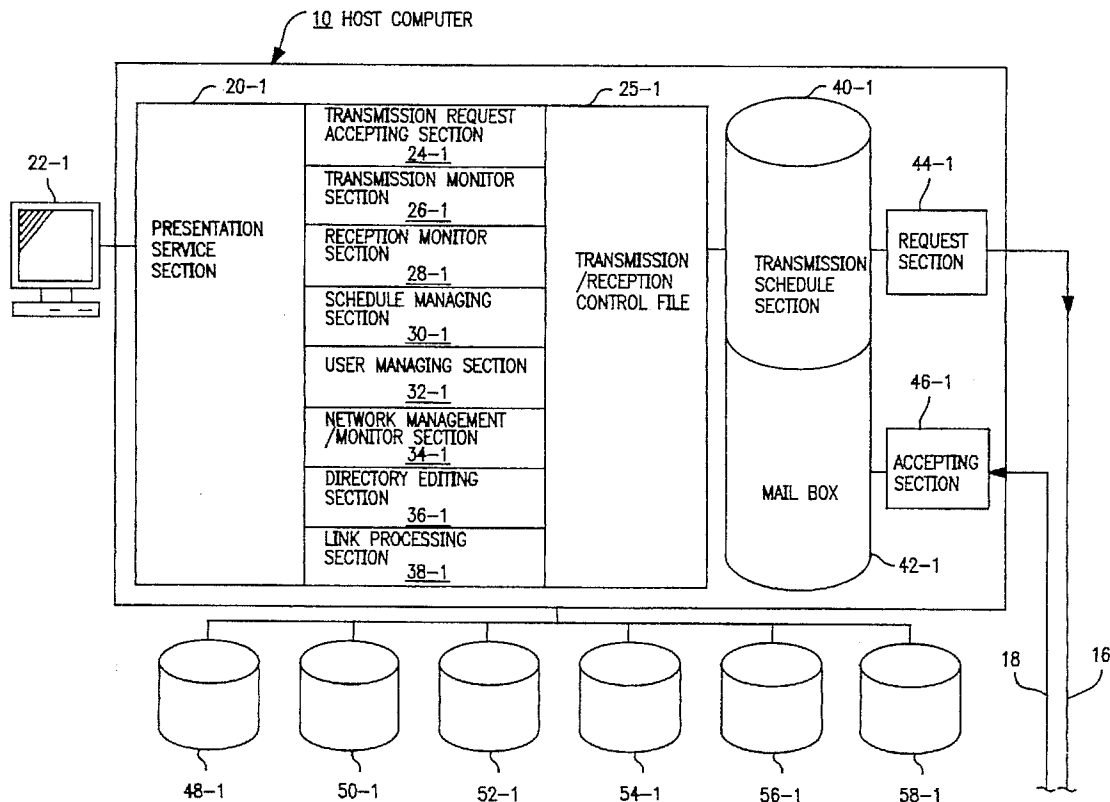 10 HOST COMPUTER
20-1
25-1
40-1
22-1
44-1
PRESENTATION
SERVICE
SECTION
TRANSMISSION REQUEST
ACCEPTING SECTION
24-1
TRANSMISSION MONITOR
SECTION
26-1
RECEPTION MONITOR
SECTION
28-1
SCHEDULE MANAGING
SECTION
30-1
USER MANAGING SECTION
32-1
NETWORK MANAGEMENT
/MONITOR SECTION
34-1
DIRECTORY EDITING
SECTION
36-1
LINK PROCESSING
SECTION
38-1
TRANSMISSION
/RECEPTION
CONTROL FILE
TRANSMISSION
SCHEDULE
SECTION
REQUEST
SECTION
46-1
MAIL BOX
ACCEPTING
SECTION
42-1
18
16
48-1
50-1
52-1
54-1
56-1
58-1